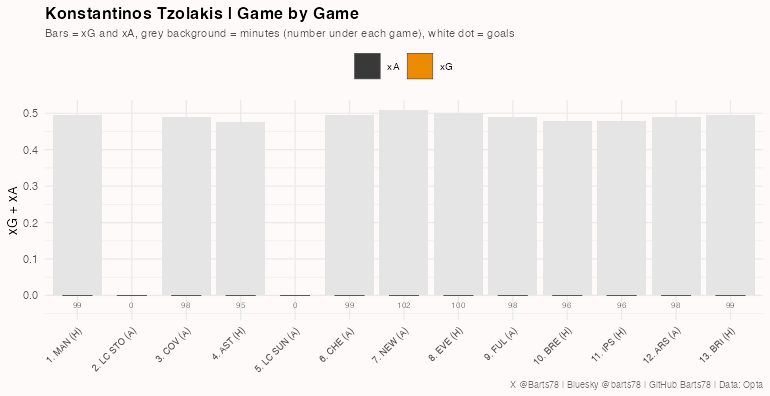 Konstantinos Tzolakis | Game by Game
Bars = xG and xA, grey background = minutes (number under each game), white dot = goals
xA xG
xG + xA
0.5
0.4
0.3
0.2
0.1
0.0
99 0 98 95 0 99 102 100 98 96 96 98 99
1. MAN (H)
2. LC STO (A)
3. COV (A)
4. AST (H)
5. LC SUN (A)
6. CHE (A)
7. NEW (A)
8. EVE (H)
9. FUL (A)
10. BRE (H)
11. IPS (H)
12. ARS (A)
13. BRI (H)
X @Barts78 | Bluesky @barts78 | GitHub Barts78 | Data: Opta